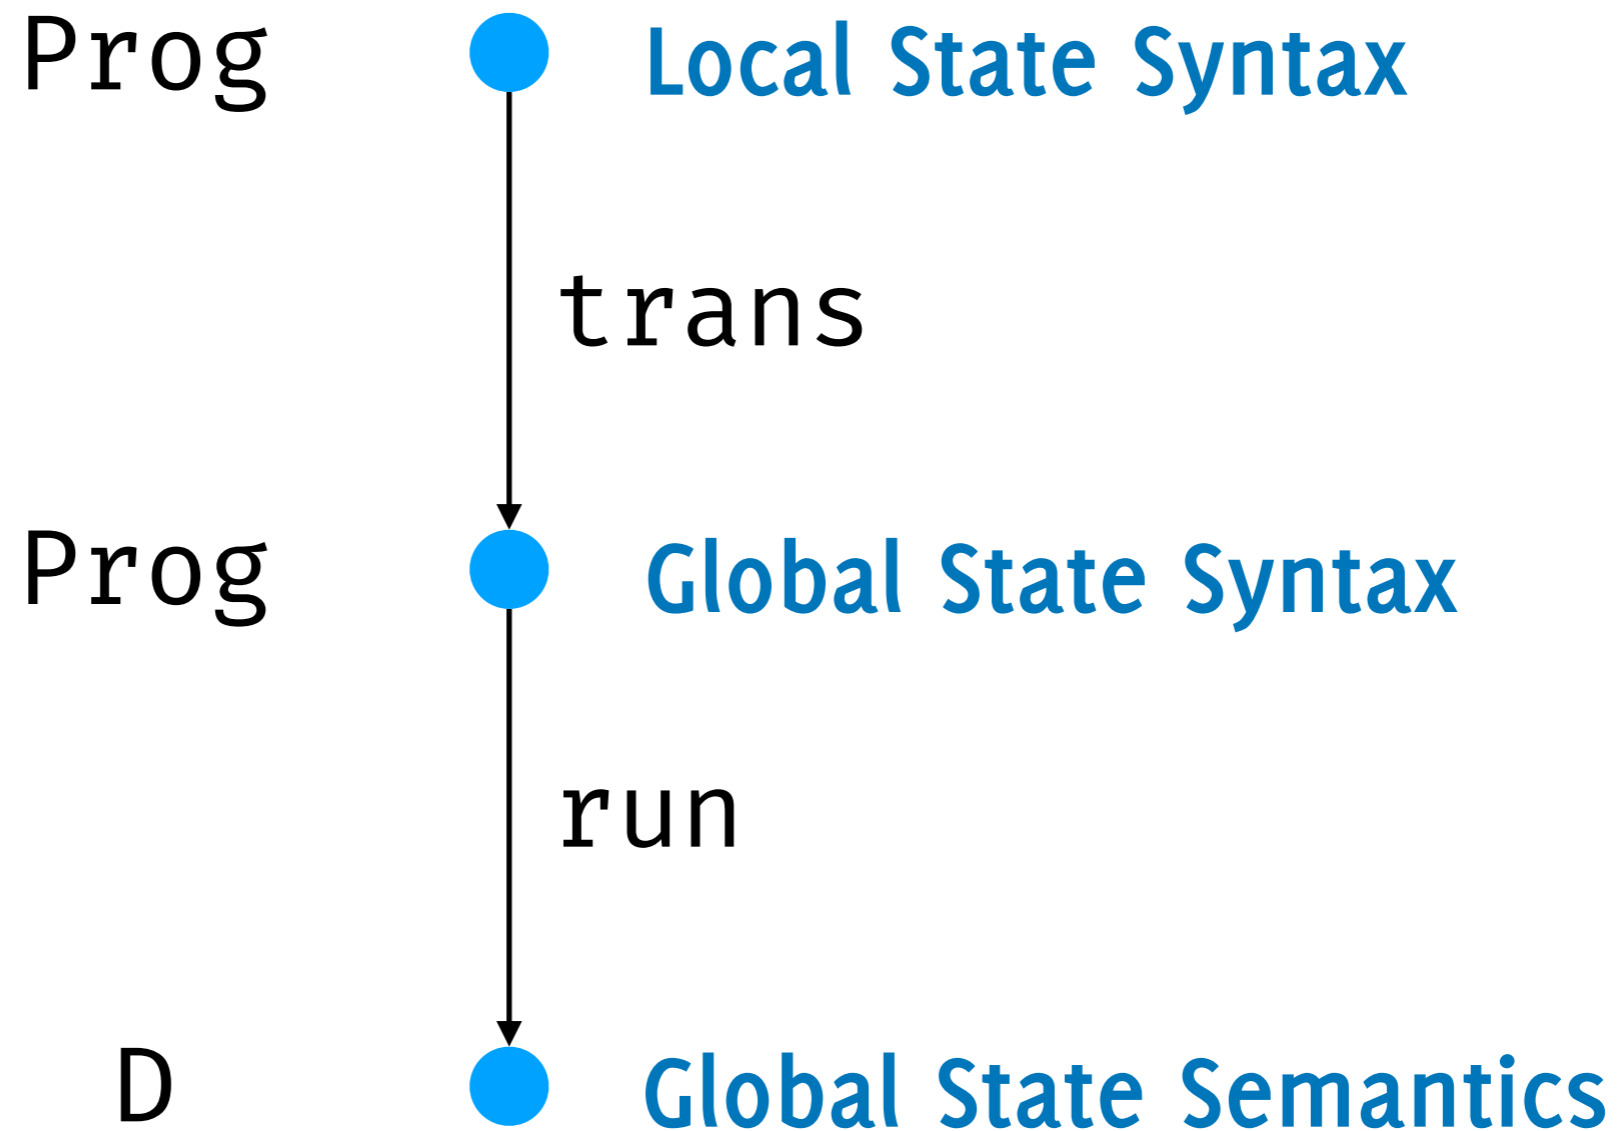 Prog Local State Syntax
trans
Prog Global State Syntax
run
D Global State Semantics